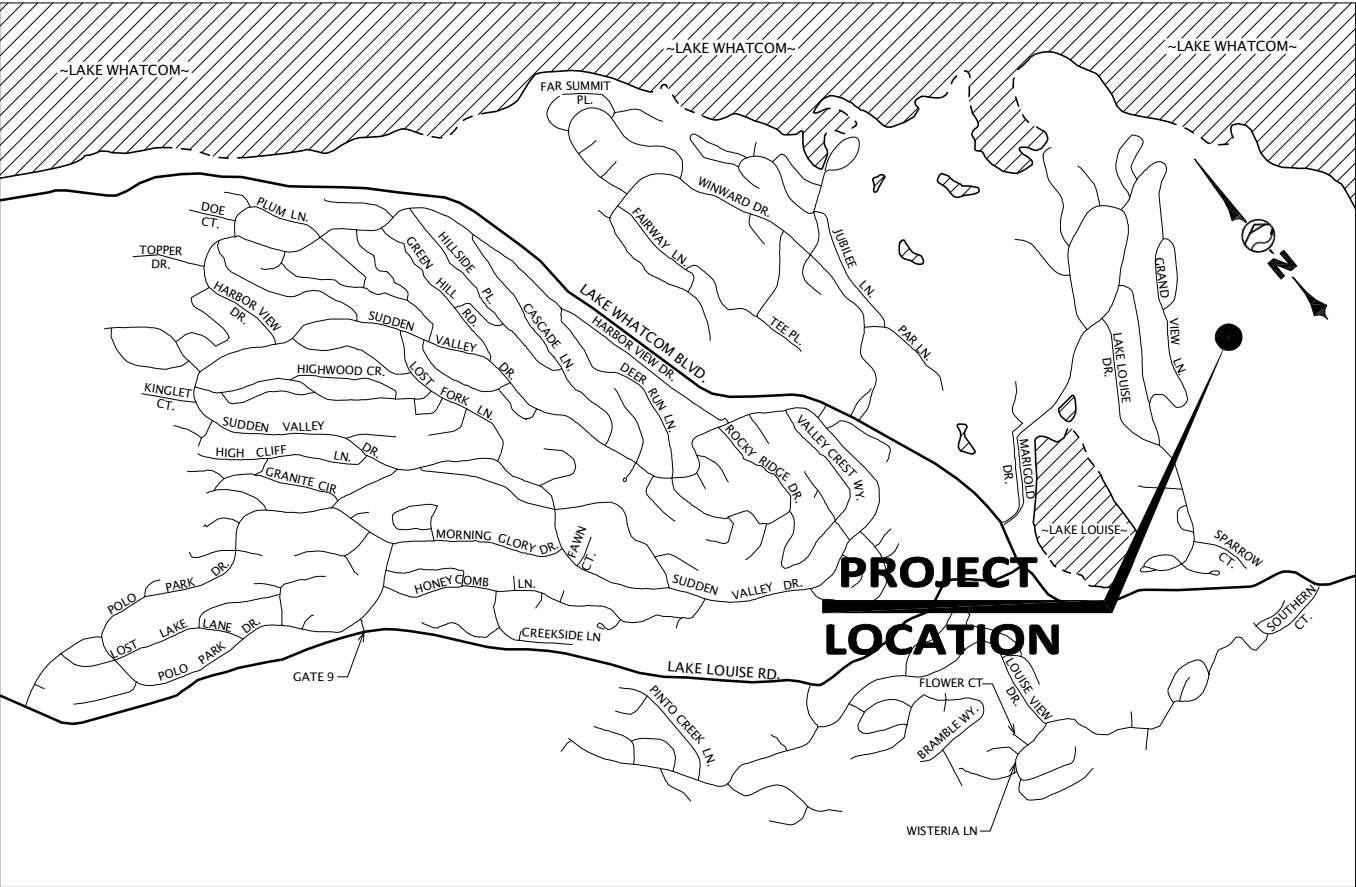 ~LAKE WHATCOM~
~LAKE WHATCOM~
~LAKE WHATCOM~
FAR SUMMIT
PL.
WINWARD DR.
FAIRWAY LN.
JUBILEE LN.
TEE PL.
PAR LN.
DOE
CT.
PLUM LN.
TOPPER
DR.
HARBOR VIEW
DR.
HILLSIDE PL.
GREEN HILL RD.
CASCADE LN.
LAKE WHATCOM BLVD.
HARBOR VIEW DR.
DEER RUN LN.
SUDDEN VALLEY DR.
HIGHWOOD CR.
LOST FORK LN.
KINGLET
CT.
SUDDEN VALLEY DR.
HIGH CLIFF LN.
GRANITE CIR
ROCKY RIDGE DR.
VALLEY CREST WY.
GRAND VIEW LN.
LAKE LOUISE
DR.
MARIGOLD
DR.
~LAKE LOUISE~
N
SPARROW
CT.
SOUTHERN
CT.
MORNING GLORY DR.
FAWN
CT.
HONEYCOMB LN.
SUDDEN VALLEY DR.
CREEKSIDE LN
POLO PARK DR.
LOST LAKE LANE
POLO PARK DR.
GATE 9
LAKE LOUISE RD.
PROJECT
LOCATION
FLOWER CT
LOUISE VIEW
DR.
BRAMBLE WY.
PINTO CREEK LN.
WISTERIA LN